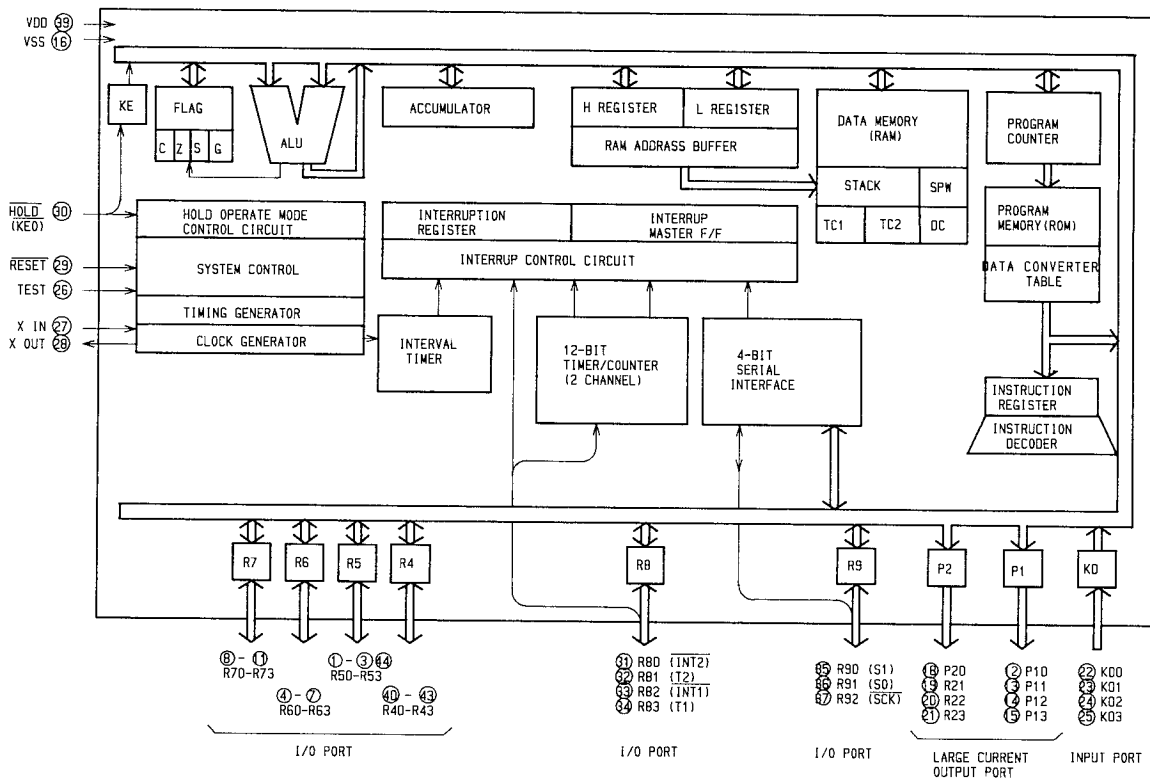 VDD 39
VSS 16
KE
FLAG
C Z S G
ALU
ACCUMULATOR
H REGISTER
L REGISTER
RAM ADDRASS BUFFER
DATA MEMORY
(RAM)
STACK
SPW
TC1
TC2
DC
PROGRAM
COUNTER
PROGRAM
MEMORY(ROM)
DATA CONVERTER
TABLE
HOLD 30
(KE0)
RESET 29
TEST 26
X IN 27
X OUT 28
HOLD OPERATE MODE
CONTROL CIRCUIT
SYSTEM CONTROL
TIMING GENERATOR
CLOCK GENERATOR
INTERRUPTION
REGISTER
INTERRUP
MASTER F/F
INTERRUP CONTROL CIRCUIT
INTERVAL
TIMER
12-BIT
TIMER/COUNTER
(2 CHANNEL)
4-BIT
SERIAL
INTERFACE
INSTRUCTION
REGISTER
INSTRUCTION
DECODER
R7
R6
R5
R4
R8
R9
P2
P1
K0
8 - 11
R70-R73
4 - 7
R60-R63
1 - 3 44
R50-R53
40 - 43
R40-R43
I/O PORT
31 R80 (INT2)
32 R81 (T2)
33 R82 (INT1)
34 R83 (T1)
I/O PORT
35 R90 (S1)
36 R91 (S0)
37 R92 (SCK)
I/O PORT
18 P20
19 R21
20 R22
21 R23
12 P10
13 P11
14 P12
15 P13
LARGE CURRENT
OUTPUT PORT
22 K00
23 K01
24 K02
25 K03
INPUT PORT